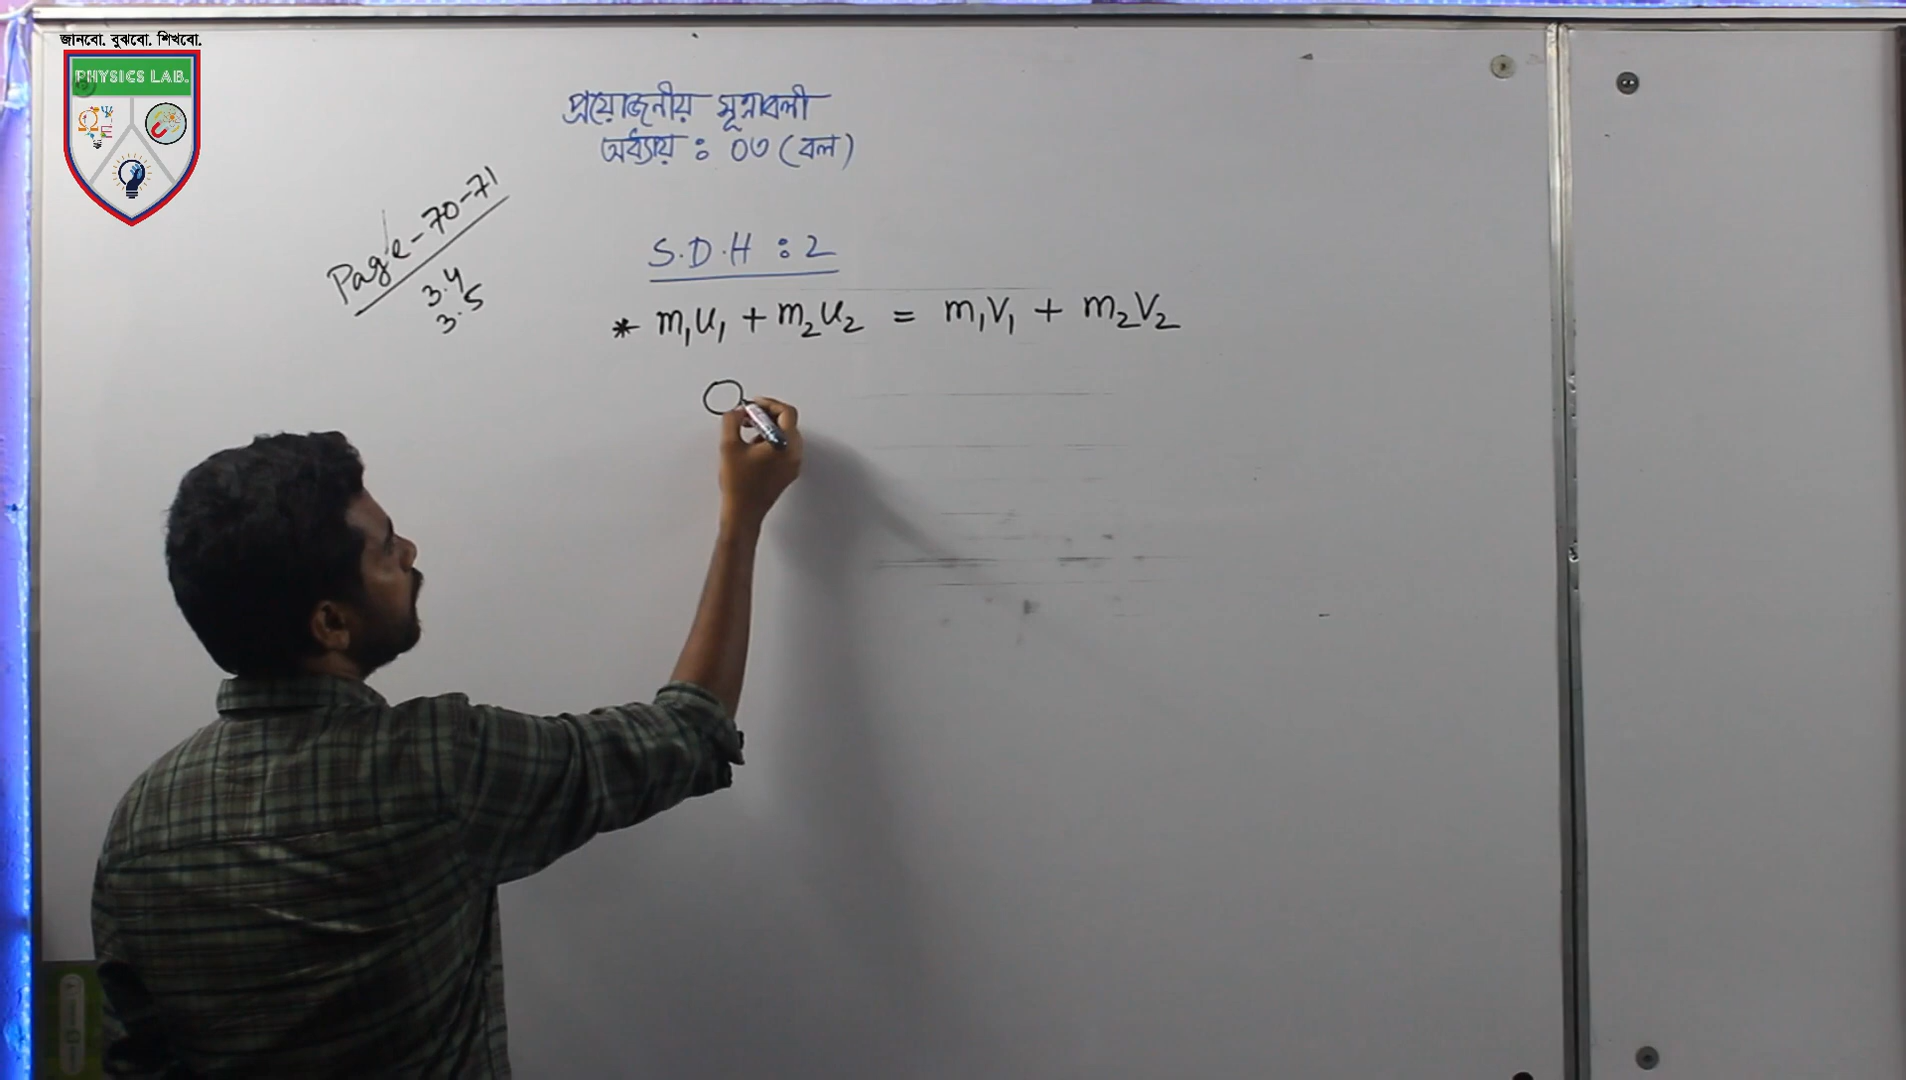 জানবো. বুঝবো. শিখবো.
PHYSICS LAB.
প্রয়োজনীয় সূত্রাবলী
অধ্যায় : ০৩ (বল)
Page - 70-71
3.4
3.5
S.D.H : 2
* m₁u₁ + m₂u₂ = m₁v₁ + m₂v₂